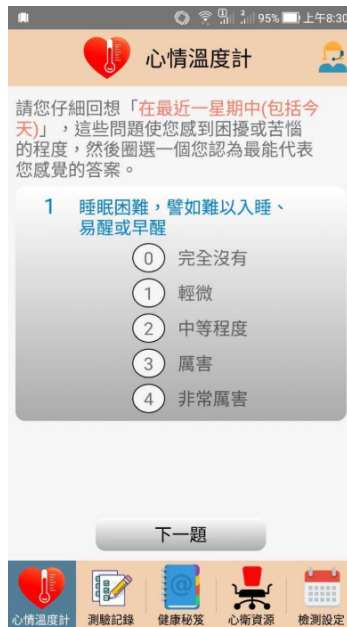 95% 上午8:30
心情溫度計
請您仔細回想「在最近一星期中(包括今
天)」，這些問題使您感到困擾或苦惱
的程度，然後圈選一個您認為最能代表
您感覺的答案。
1 睡眠困難，譬如難以入睡、
易醒或早醒
0 完全沒有
1 輕微
2 中等程度
3 厲害
4 非常厲害
下一題
心情溫度計 測驗記錄 健康秘笈 心衛資源 檢測設定